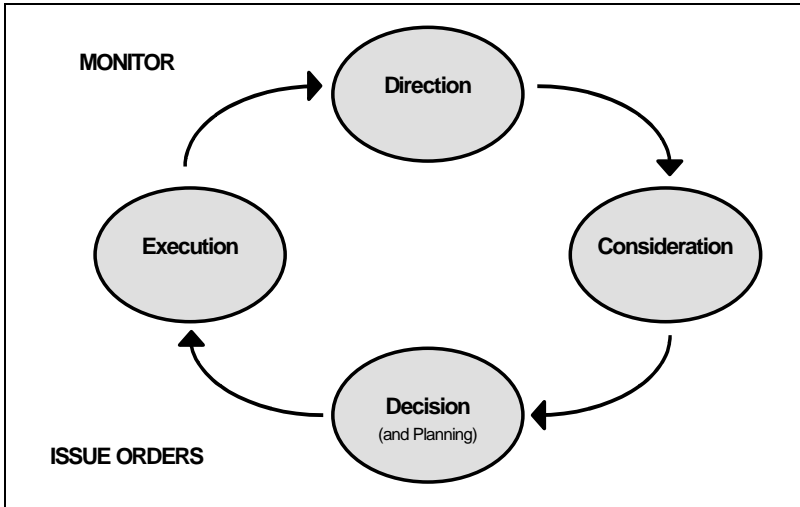 MONITOR
Direction
Execution
Consideration
Decision
(and Planning)
ISSUE ORDERS